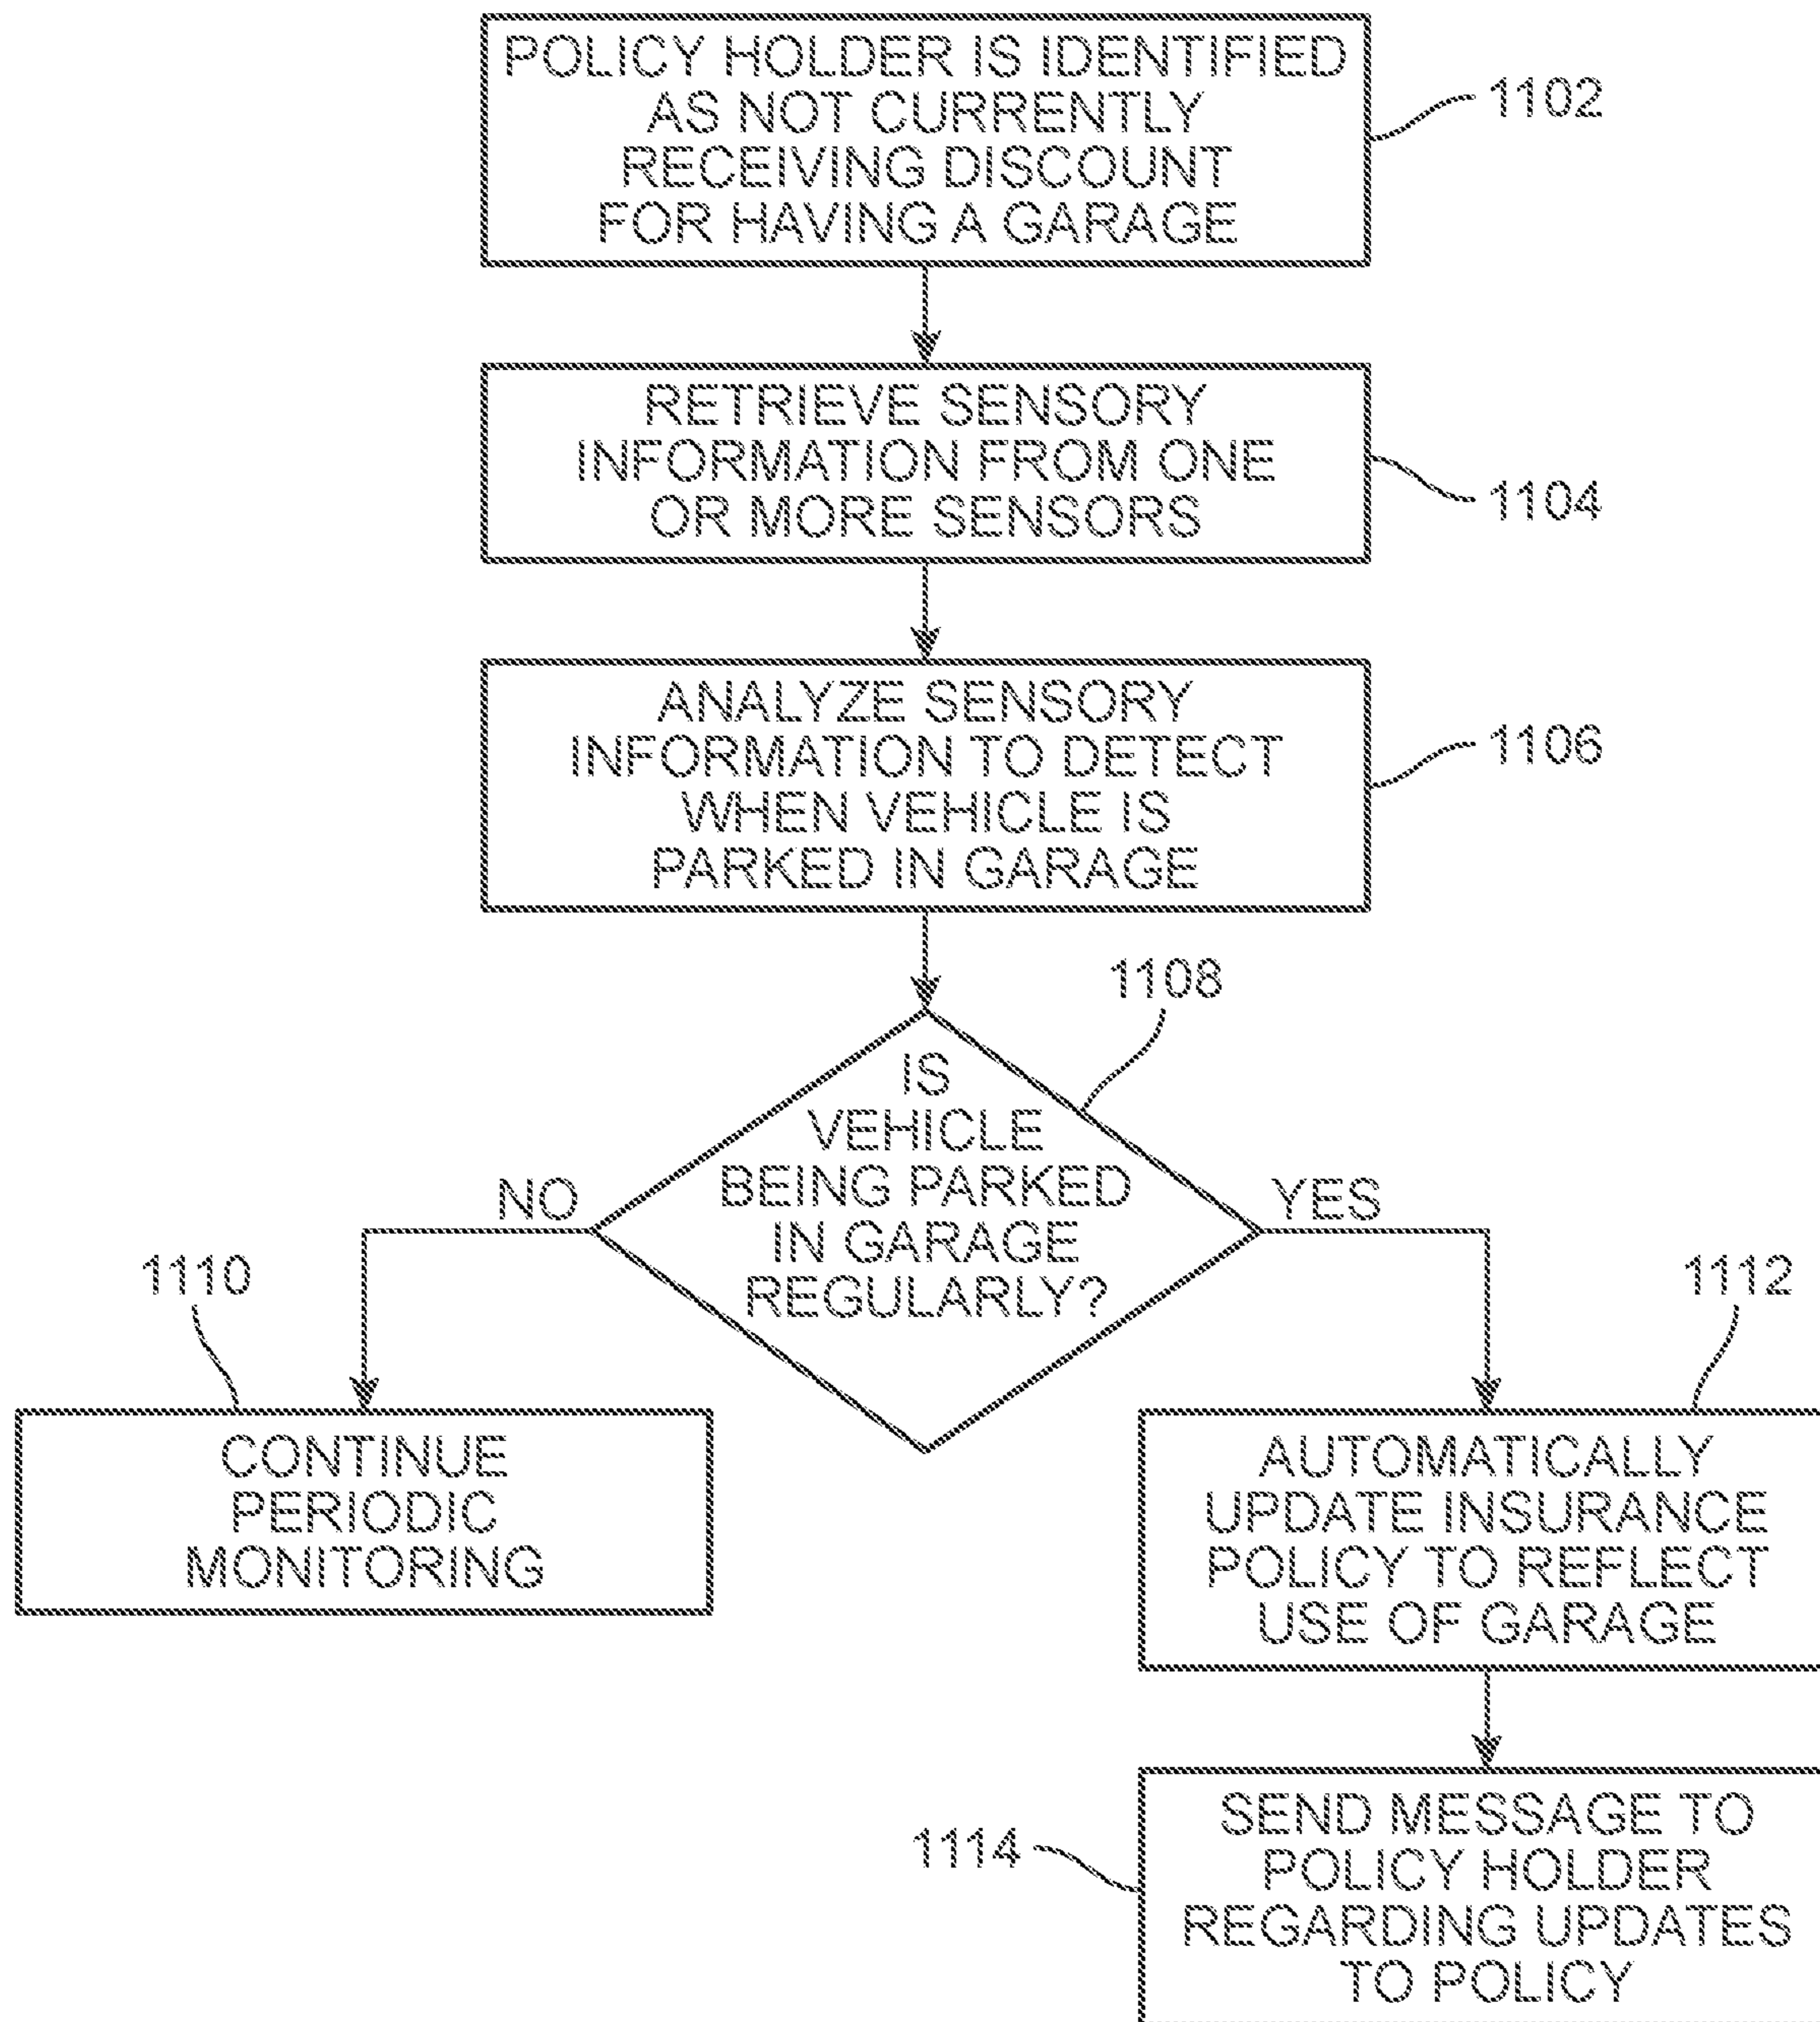 POLICY HOLDER IS IDENTIFIED
AS NOT CURRENTLY
RECEIVING DISCOUNT
FOR HAVING A GARAGE
1102
RETRIEVE SENSORY
INFORMATION FROM ONE
OR MORE SENSORS
1104
ANALYZE SENSORY
INFORMATION TO DETECT
WHEN VEHICLE IS
PARKED IN GARAGE
1106
1108
IS
VEHICLE
BEING PARKED
IN GARAGE
REGULARLY?
NO
YES
1110
CONTINUE
PERIODIC
MONITORING
1112
AUTOMATICALLY
UPDATE INSURANCE
POLICY TO REFLECT
USE OF GARAGE
1114
SEND MESSAGE TO
POLICY HOLDER
REGARDING UPDATES
TO POLICY